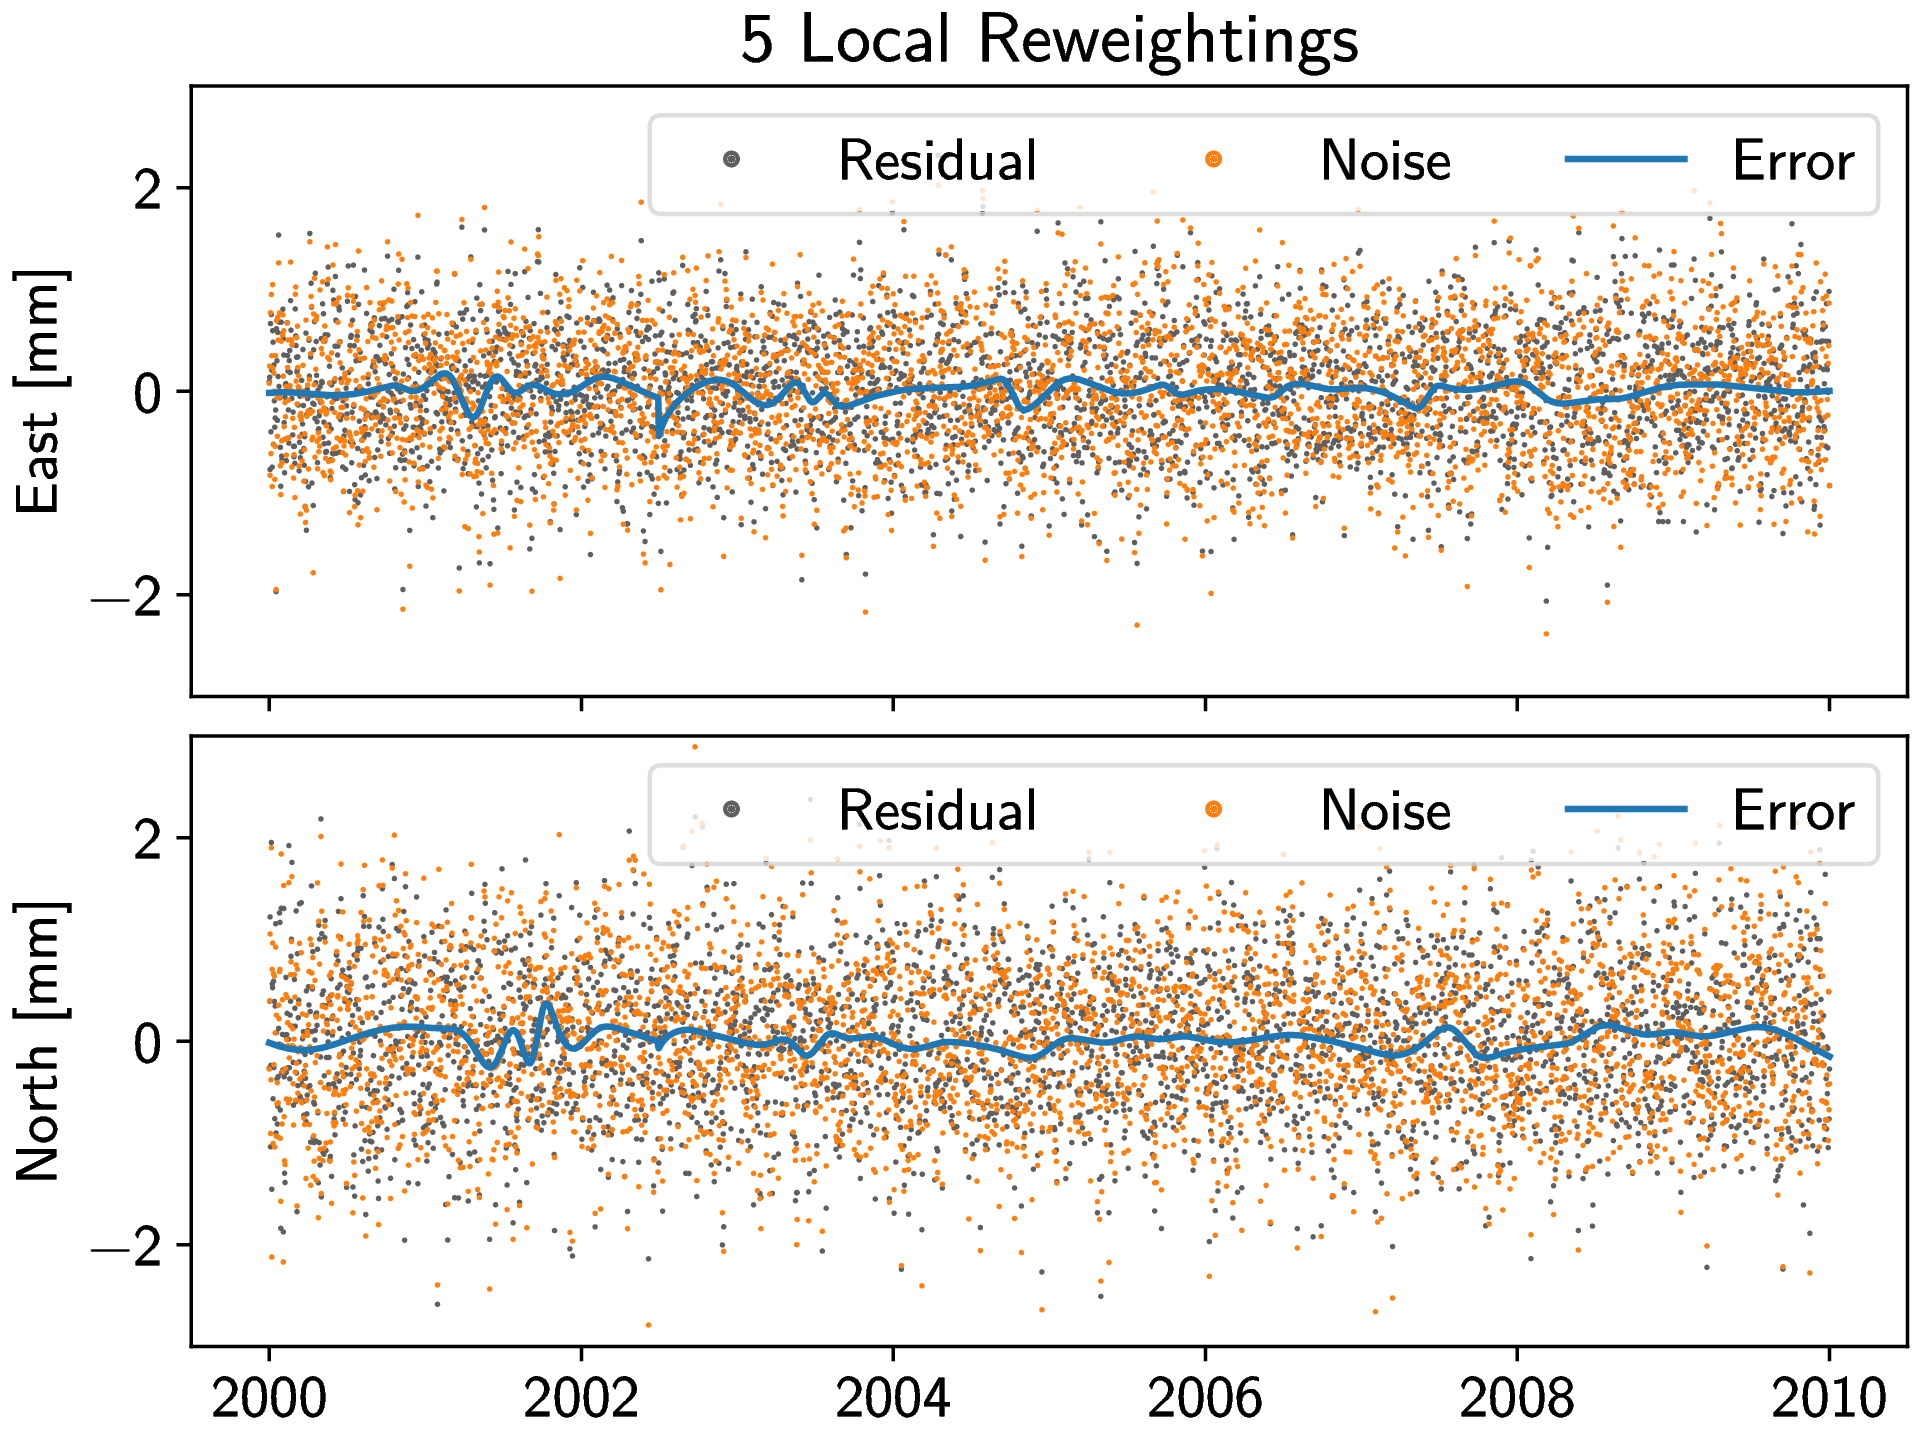 5 Local Reweightings
Residual Noise Error
2
0
−2
East [mm]
Residual Noise Error
2
0
−2
North [mm]
2000 2002 2004 2006 2008 2010